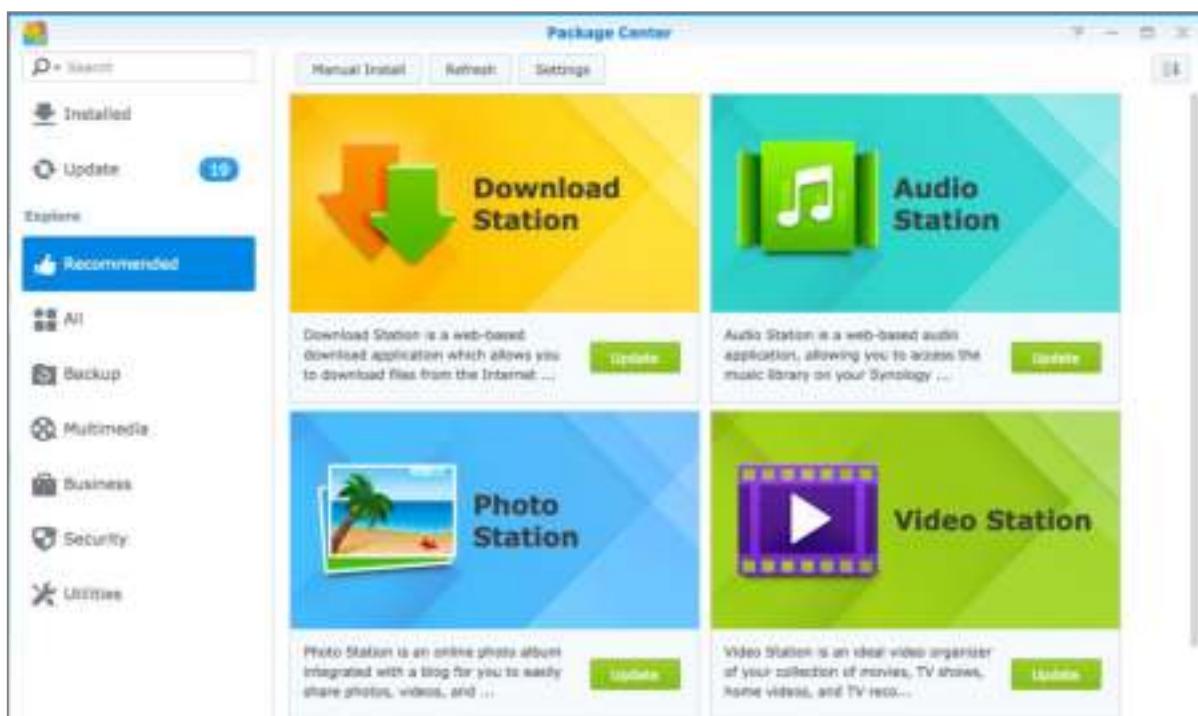 Package Center
Search
Manual Install
Refresh
Settings
Installed
Update
19
Explore
Recommended
All
Backup
Multimedia
Business
Security
Utilities
Download
Station
Download Station is a web-based
download application which allows you
to download files from the Internet ...
Update
Audio
Station
Audio Station is a web-based audio
application, allowing you to access the
music library on your Synology ...
Update
Photo
Station
Photo Station is an online photo album
integrated with a blog for you to easily
share photos, videos, and ...
Update
Video Station
Video Station is an ideal video organizer
of your collection of movies, TV shows,
home videos, and TV reco...
Update